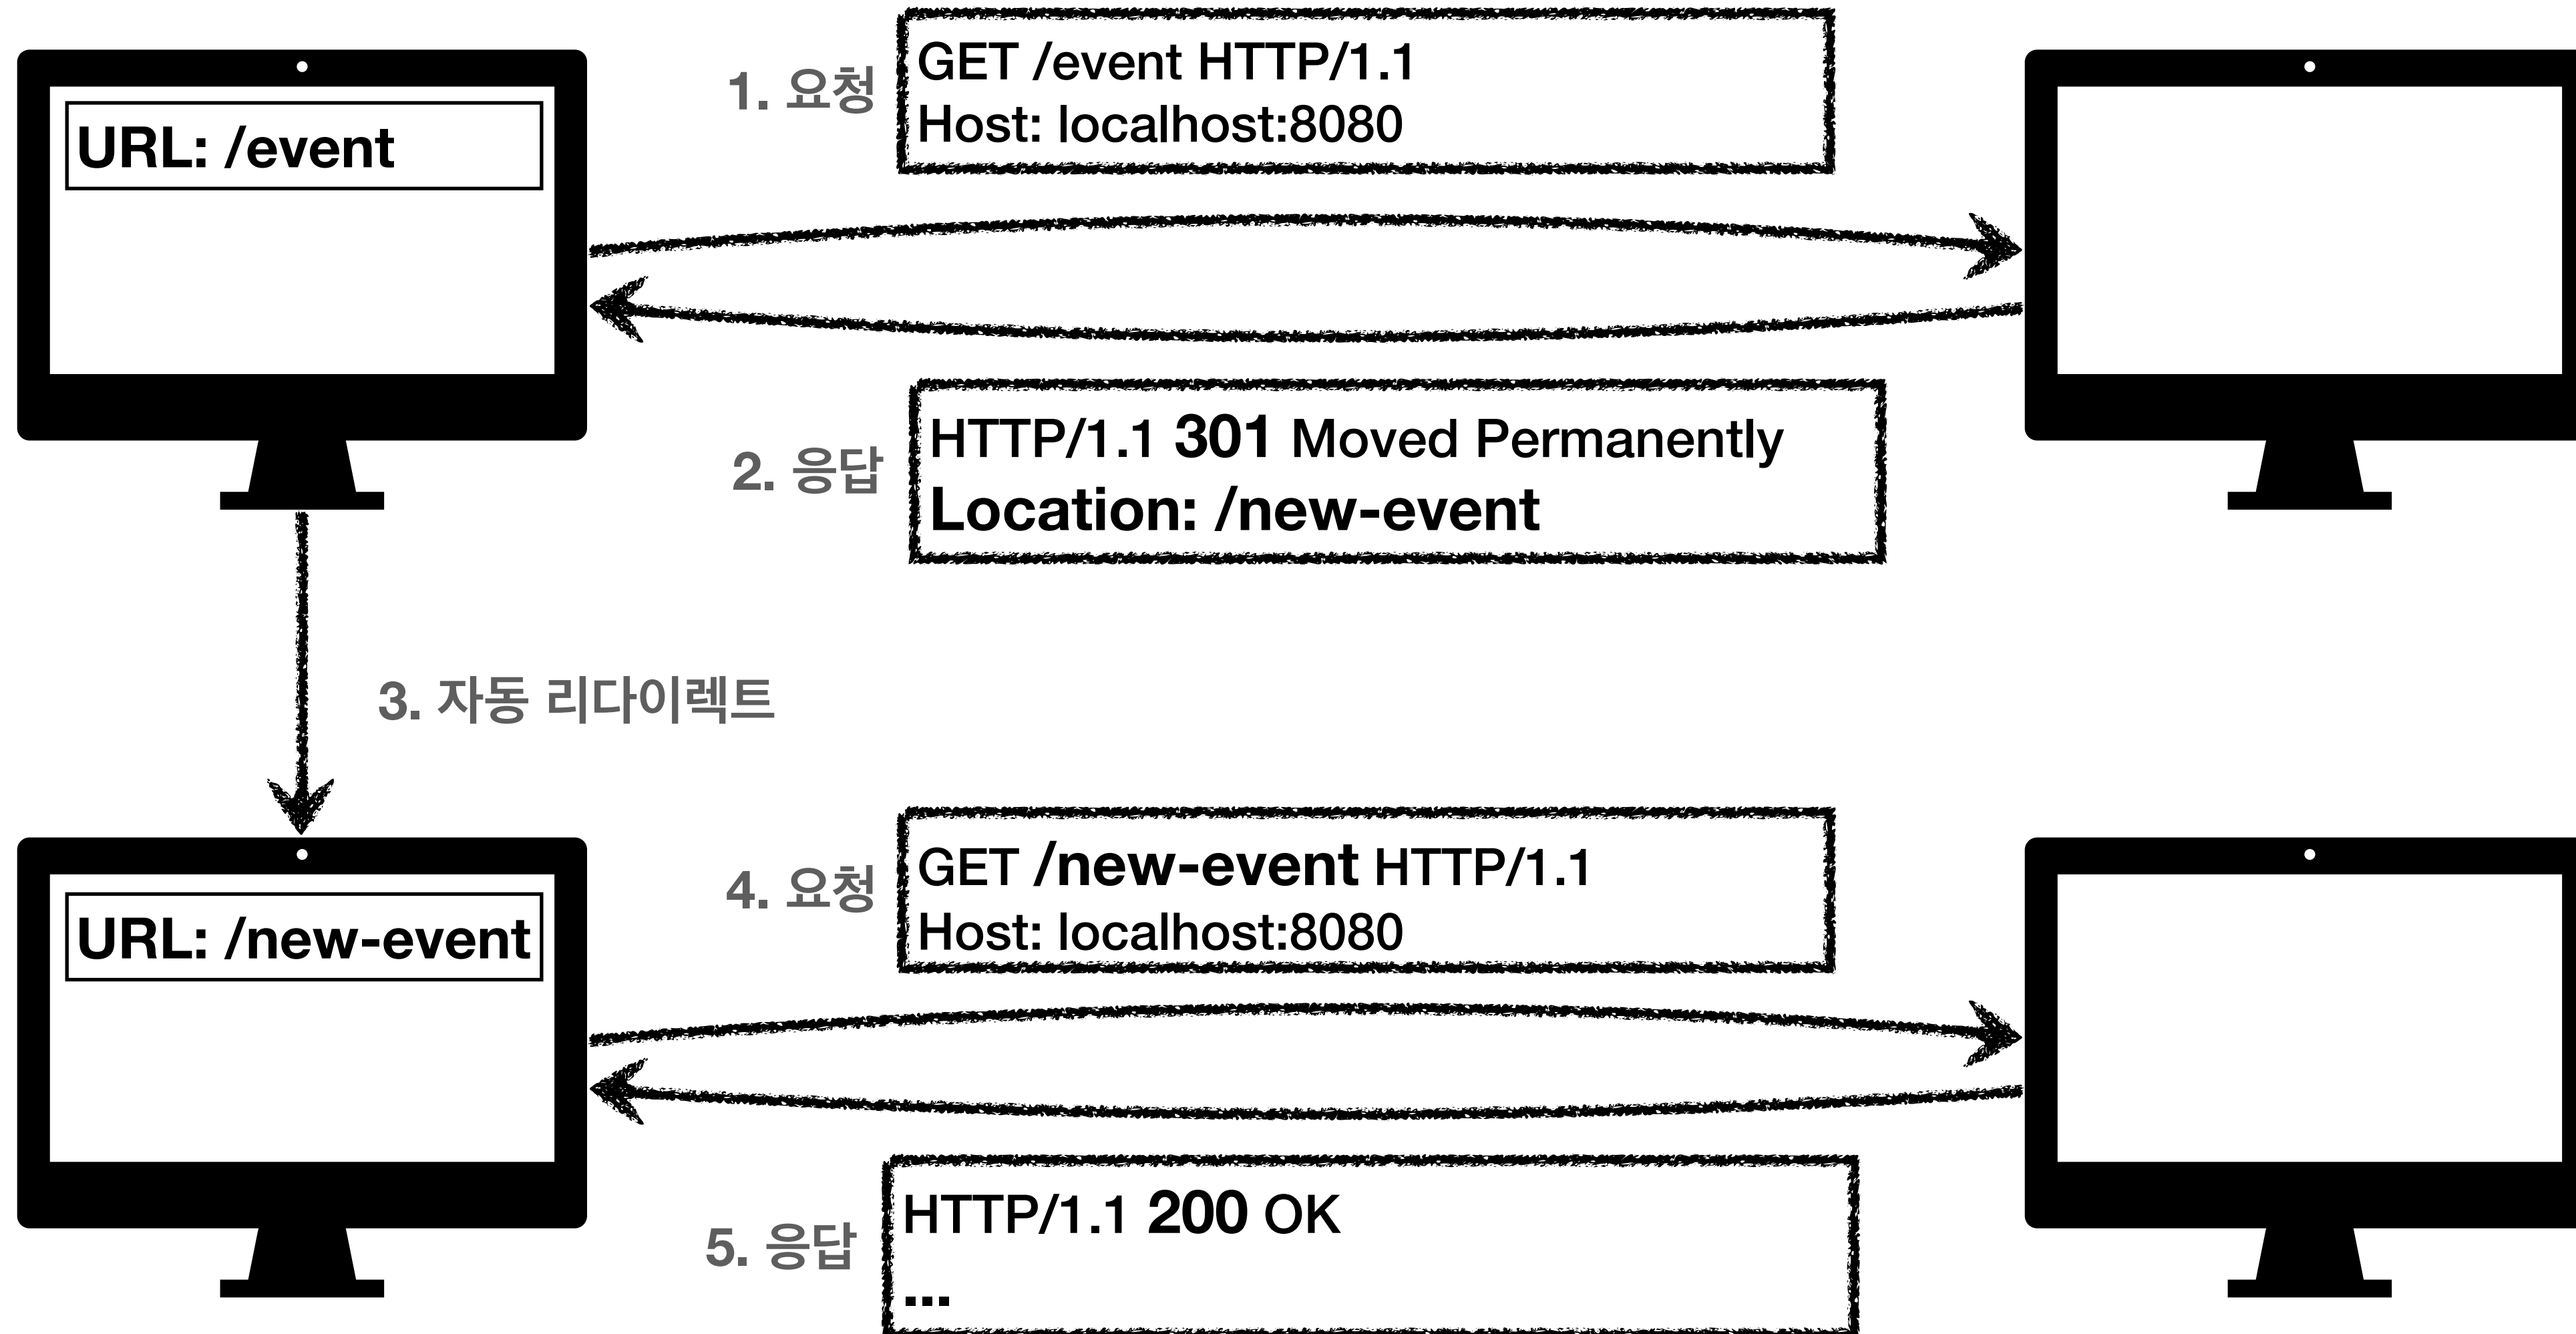 URL: /event
1. 요청
GET /event HTTP/1.1
Host: localhost:8080
2. 응답
HTTP/1.1 301 Moved Permanently
Location: /new-event
3. 자동 리다이렉트
URL: /new-event
4. 요청
GET /new-event HTTP/1.1
Host: localhost:8080
5. 응답
HTTP/1.1 200 OK
...